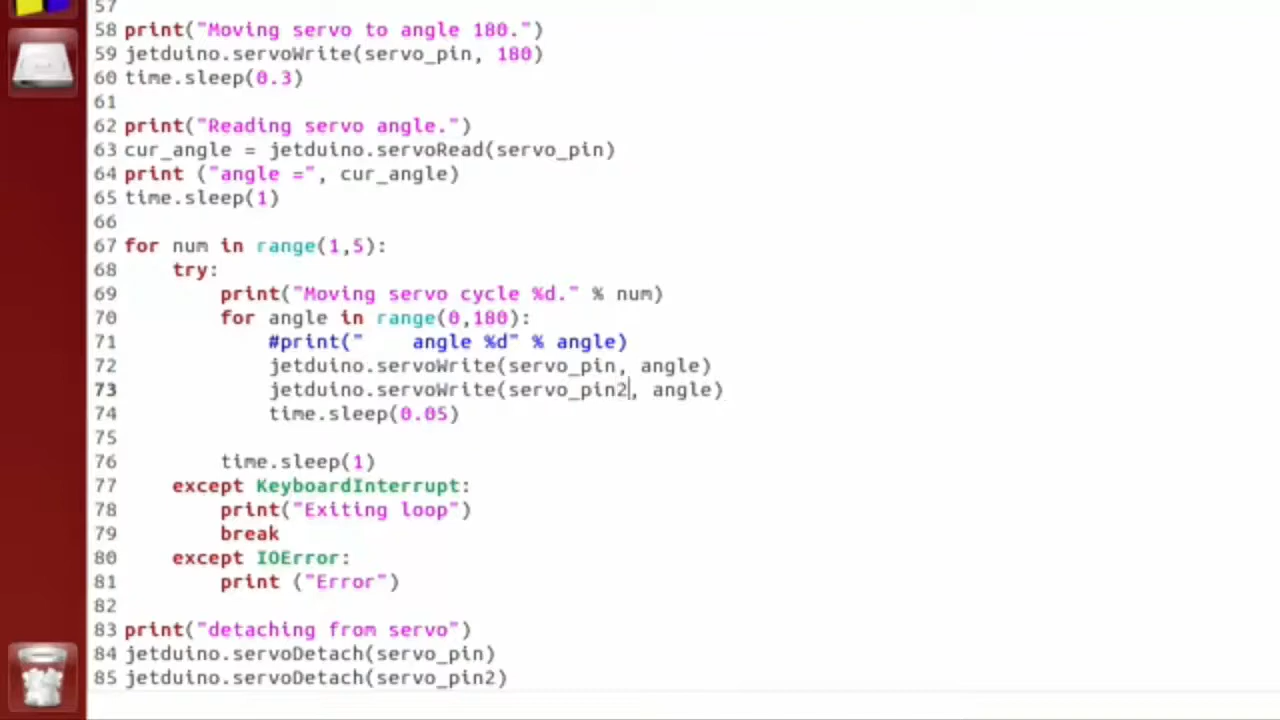 57
58 print("Moving servo to angle 180.")
59 jetduino.servoWrite(servo_pin, 180)
60 time.sleep(0.3)
61
62 print("Reading servo angle.")
63 cur_angle = jetduino.servoRead(servo_pin)
64 print ("angle =", cur_angle)
65 time.sleep(1)
66
67 for num in range(1,5):
68     try:
69         print("Moving servo cycle %d." % num)
70         for angle in range(0,180):
71             #print("    angle %d" % angle)
72             jetduino.servoWrite(servo_pin, angle)
73             jetduino.servoWrite(servo_pin2, angle)
74             time.sleep(0.05)
75
76         time.sleep(1)
77     except KeyboardInterrupt:
78         print("Exiting loop")
79         break
80     except IOError:
81         print ("Error")
82
83 print("detaching from servo")
84 jetduino.servoDetach(servo_pin)
85 jetduino.servoDetach(servo_pin2)